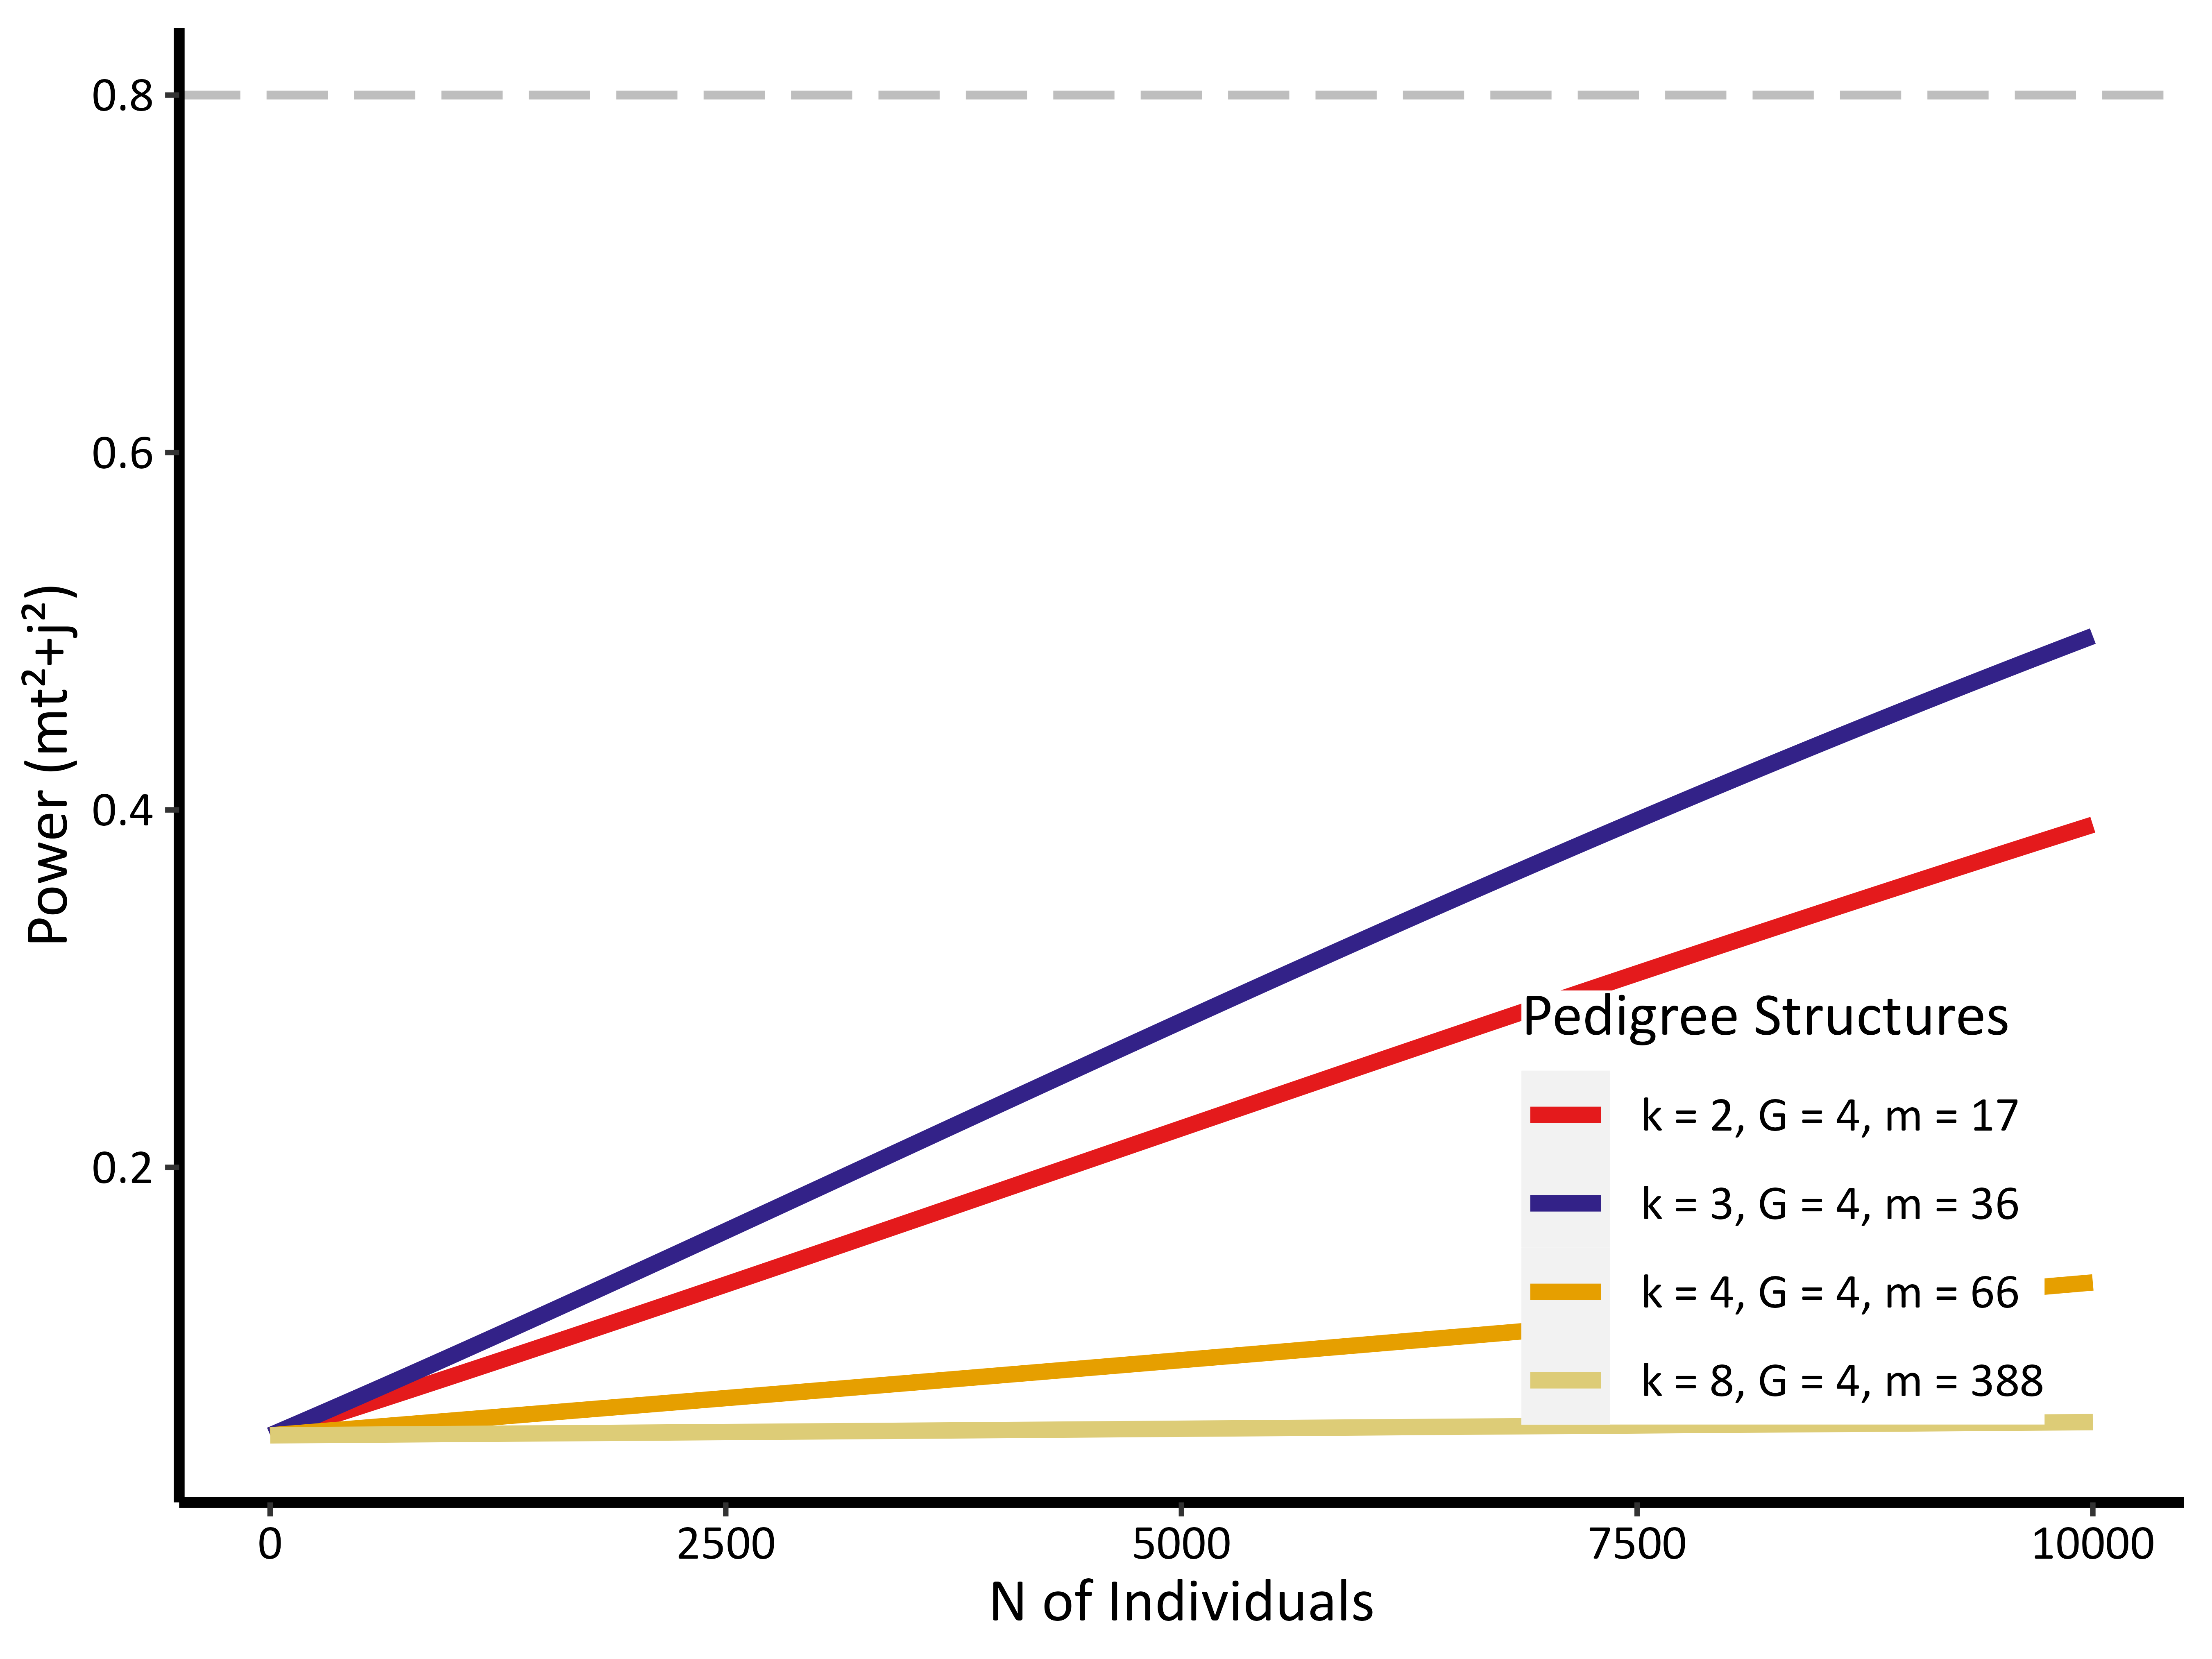 0.8
0.6
0.4
0.2
Power (mt²+j²)
Pedigree Structures
k = 2, G = 4, m = 17
k = 3, G = 4, m = 36
k = 4, G = 4, m = 66
k = 8, G = 4, m = 388
0 2500 5000 7500 10000
N of Individuals